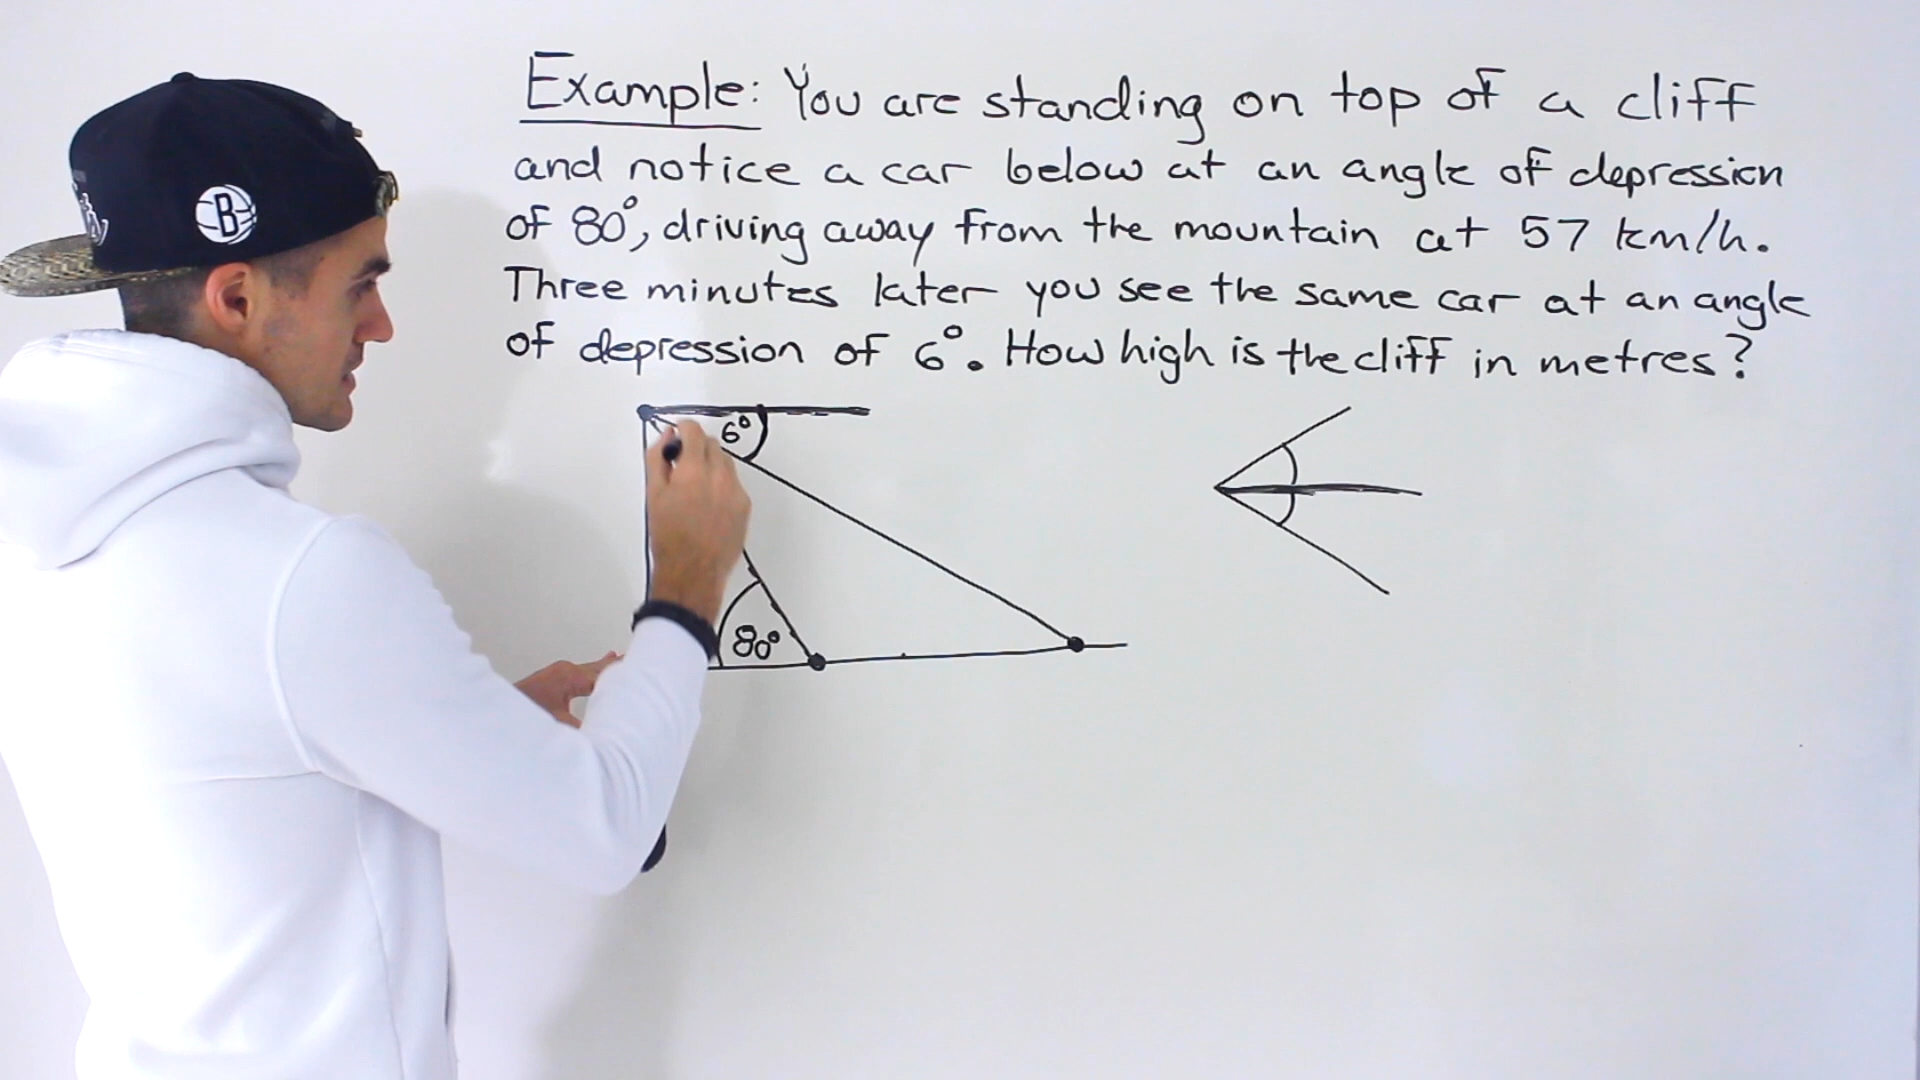 Example: You are standing on top of a cliff
and notice a car below at an angle of depression
of 80°, driving away from the mountain at 57 km/h.
Three minutes later you see the same car at an angle
of depression of 6°. How high is the cliff in metres?
6°
80°
B